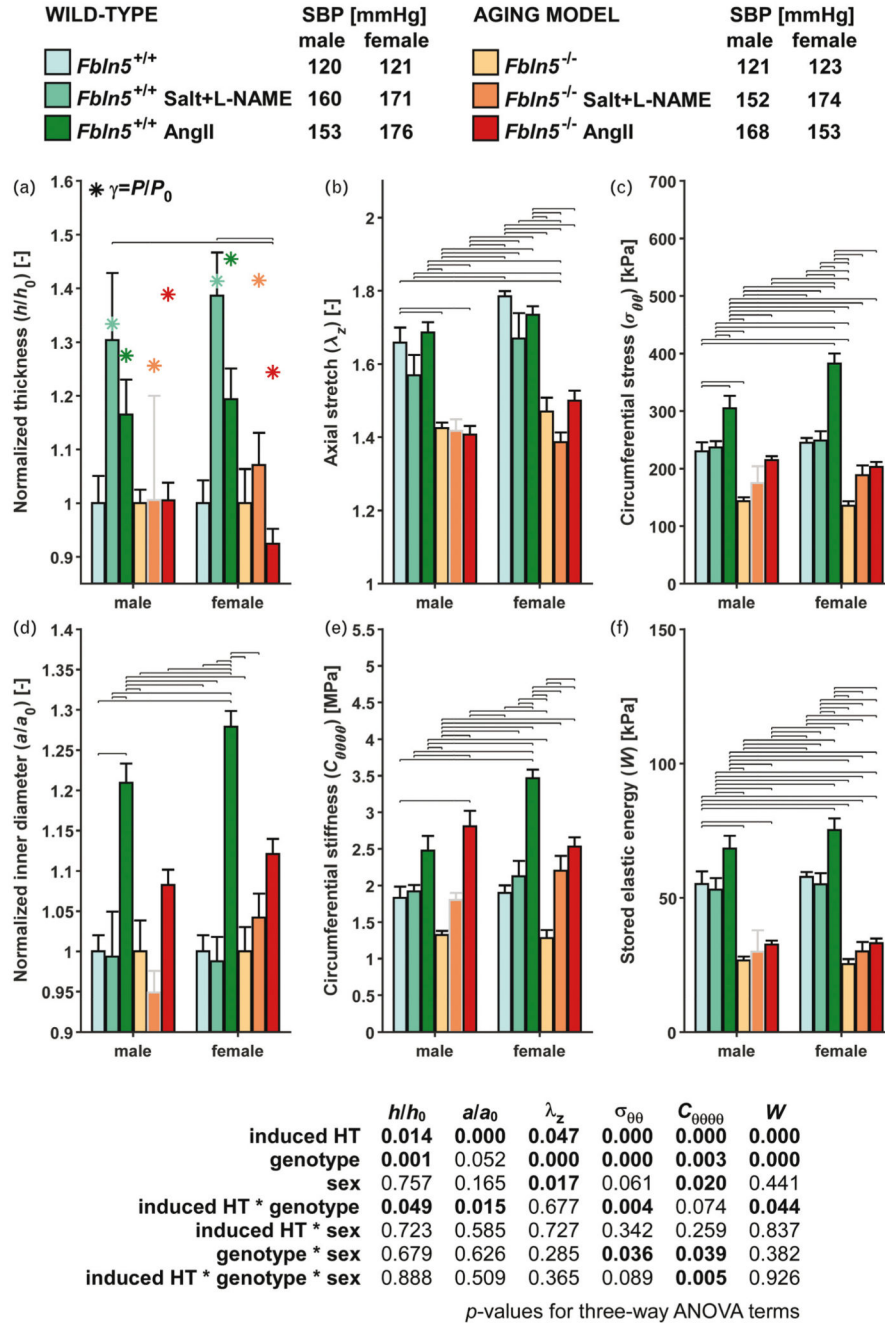 WILD-TYPE SBP [mmHg] AGING MODEL SBP [mmHg]
male female male female
Fbln5+/+ 120 121 Fbln5-/- 121 123
Fbln5+/+ Salt+L-NAME 160 171 Fbln5-/- Salt+L-NAME 152 174
Fbln5+/+ AngII 153 176 Fbln5-/- AngII 168 153
(a)
Normalized thickness (h/h0) [-]
1.6
1.5
1.4
1.3
1.2
1.1
1
0.9
* γ=P/P0
male female
(b)
Axial stretch (λz) [-]
2
1.8
1.6
1.4
1.2
1
male female
(c)
Circumferential stress (σθθ) [kPa]
700
600
500
400
300
200
100
0
male female
(d)
Normalized inner diameter (a/a0) [-]
1.4
1.35
1.3
1.25
1.2
1.15
1.1
1.05
1
0.95
0.9
male female
(e)
Circumferential stiffness (Cθθθθ) [MPa]
5.5
5
4.5
4
3.5
3
2.5
2
1.5
1
0.5
0
male female
(f)
Stored elastic energy (W) [kPa]
150
100
50
0
male female
h/h0 a/a0 λz σθθ Cθθθθ W
induced HT 0.014 0.000 0.047 0.000 0.000 0.000
genotype 0.001 0.052 0.000 0.000 0.003 0.000
sex 0.757 0.165 0.017 0.061 0.020 0.441
induced HT * genotype 0.049 0.015 0.677 0.004 0.074 0.044
induced HT * sex 0.723 0.585 0.727 0.342 0.259 0.837
genotype * sex 0.679 0.626 0.285 0.036 0.039 0.382
induced HT * genotype * sex 0.888 0.509 0.365 0.089 0.005 0.926
p-values for three-way ANOVA terms